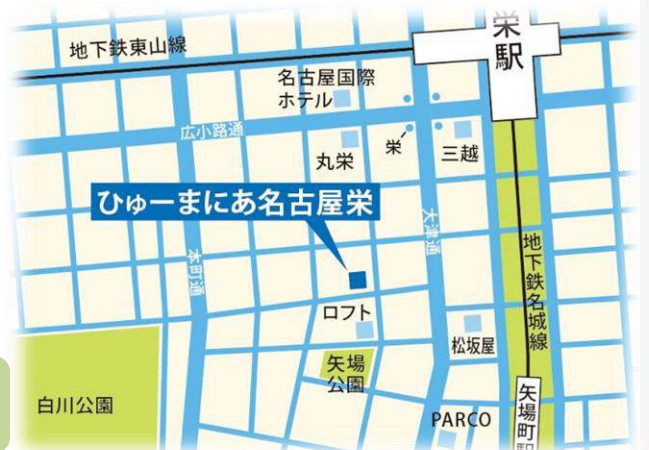 栄駅
地下鉄東山線
名古屋国際
ホテル
広小路通
丸栄
栄
三越
ひゅーまにあ名古屋栄
大津通
本町通
地下鉄名城線
ロフト
松坂屋
矢場
公園
白川公園
PARCO
矢場町駅